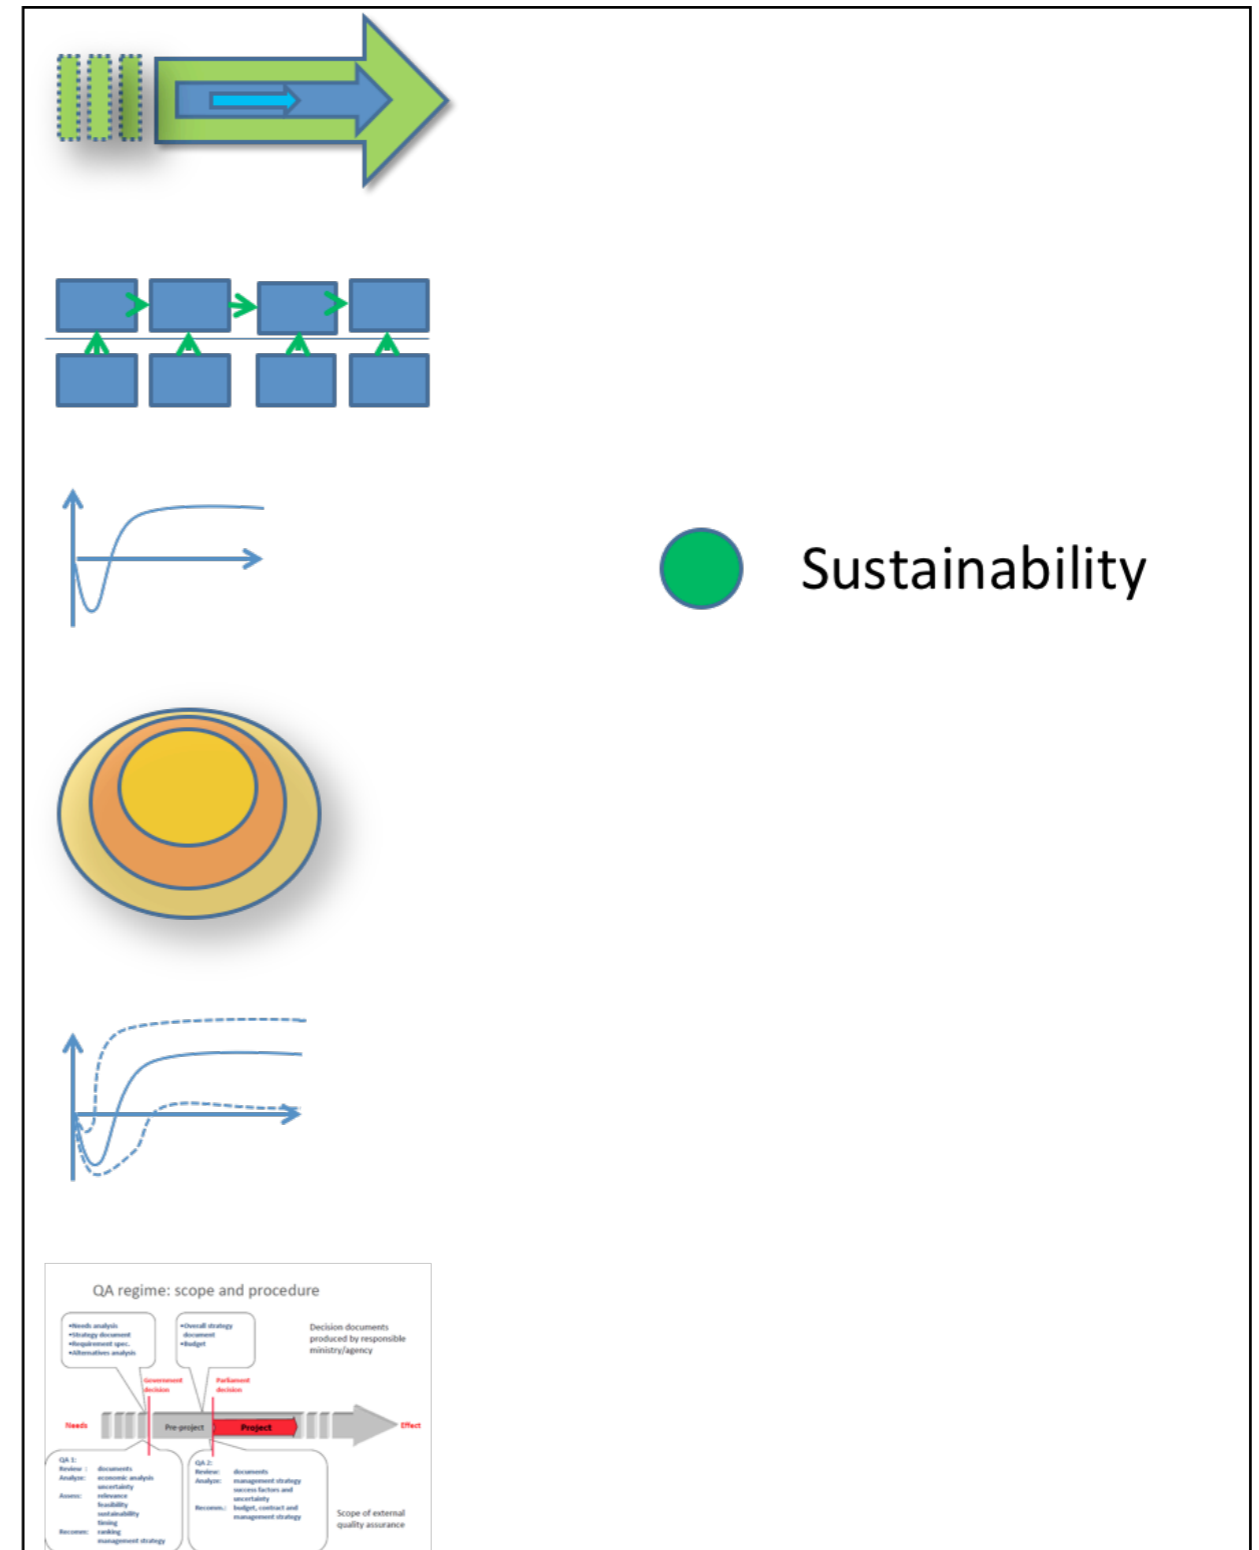 Sustainability
QA regime: scope and procedure
•Needs analysis
•Strategy document
•Requirement spec.
•Alternatives analysis
•Overall strategy
document
•Budget
Decision documents
produced by responsible
ministry/agency
Government
decision
Parliament
decision
Needs
Pre-project
Project
Effect
QA 1:
Review : documents
Analyze: economic analysis
uncertainty
Assess: relevance
feasibility
sustainability
timing
Recomm: ranking
management strategy
QA 2:
Review: documents
Analyze: management strategy
success factors and
uncertainty
Recomm.: budget, contract and
management strategy
Scope of external
quality assurance